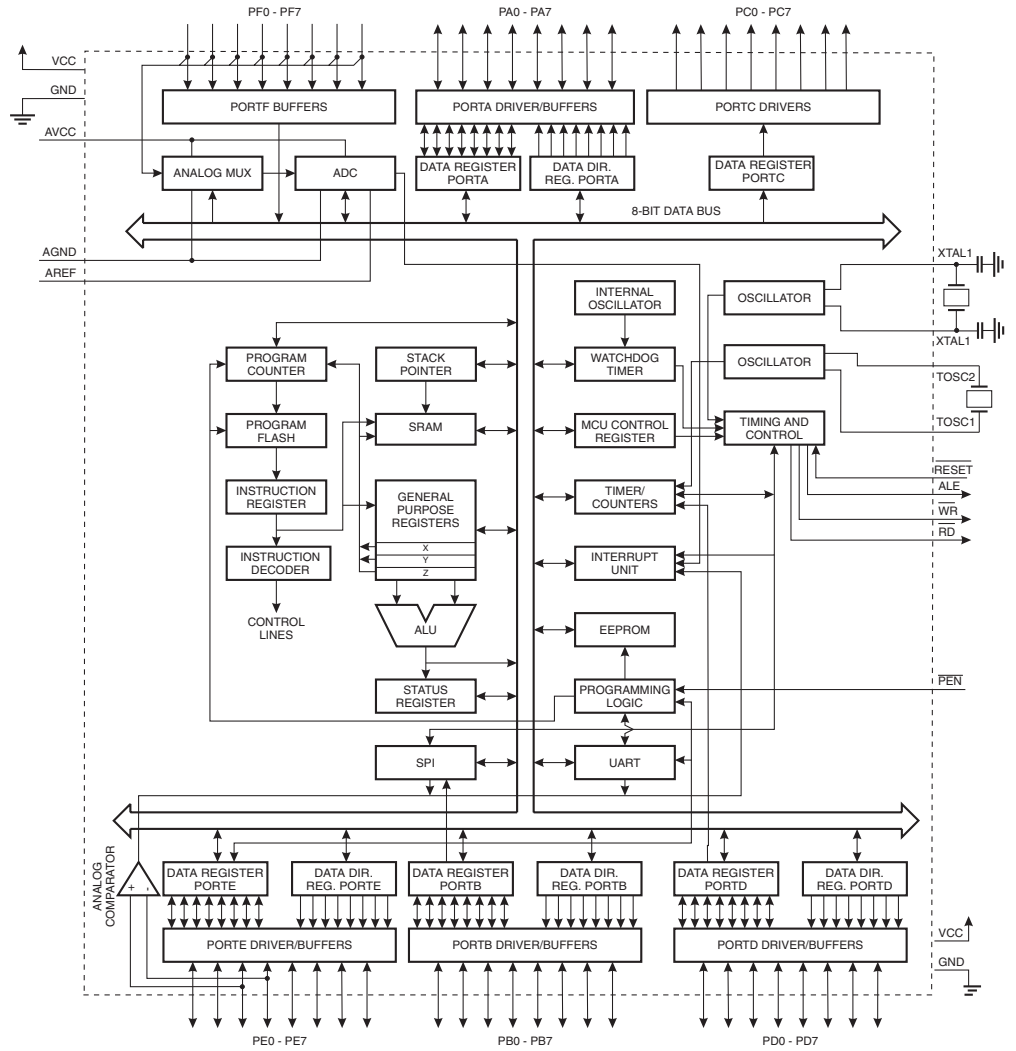 PF0 - PF7
PA0 - PA7
PC0 - PC7
VCC
GND
PORTF BUFFERS
PORTA DRIVER/BUFFERS
PORTC DRIVERS
AVCC
ANALOG MUX
ADC
DATA REGISTER
PORTA
DATA DIR.
REG. PORTA
DATA REGISTER
PORTC
8-BIT DATA BUS
AGND
AREF
XTAL1
INTERNAL
OSCILLATOR
OSCILLATOR
XTAL1
PROGRAM
COUNTER
STACK
POINTER
WATCHDOG
TIMER
OSCILLATOR
TOSC2
PROGRAM
FLASH
SRAM
MCU CONTROL
REGISTER
TIMING AND
CONTROL
TOSC1
RESET
INSTRUCTION
REGISTER
GENERAL
PURPOSE
REGISTERS
TIMER/
COUNTERS
ALE
WR
RD
X
Y
Z
INSTRUCTION
DECODER
INTERRUPT
UNIT
CONTROL
LINES
ALU
EEPROM
STATUS
REGISTER
PROGRAMMING
LOGIC
PEN
SPI
UART
ANALOG
COMPARATOR
+ -
DATA REGISTER
PORTE
DATA DIR.
REG. PORTE
DATA REGISTER
PORTB
DATA DIR.
REG. PORTB
DATA REGISTER
PORTD
DATA DIR.
REG. PORTD
PORTE DRIVER/BUFFERS
PORTB DRIVER/BUFFERS
PORTD DRIVER/BUFFERS
VCC
GND
PE0 - PE7
PB0 - PB7
PD0 - PD7